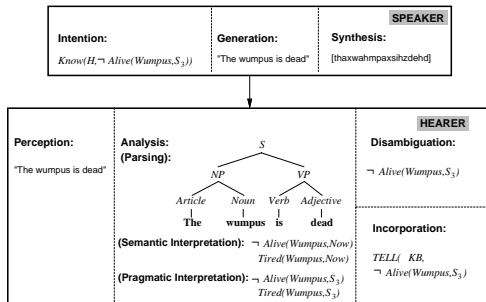 SPEAKER
Intention:
Know(H,¬ Alive(Wumpus,S₃))
Generation:
"The wumpus is dead"
Synthesis:
[thaxwahmpaxsihzdehd]
HEARER
Perception:
"The wumpus is dead"
Analysis:
(Parsing):
S
NP VP
Article Noun Verb Adjective
The wumpus is dead
(Semantic Interpretation): ¬ Alive(Wumpus,Now)
Tired(Wumpus,Now)
(Pragmatic Interpretation): ¬ Alive(Wumpus,S₃)
Tired(Wumpus,S₃)
Disambiguation:
¬ Alive(Wumpus,S₃)
Incorporation:
TELL( KB,
¬ Alive(Wumpus,S₃)